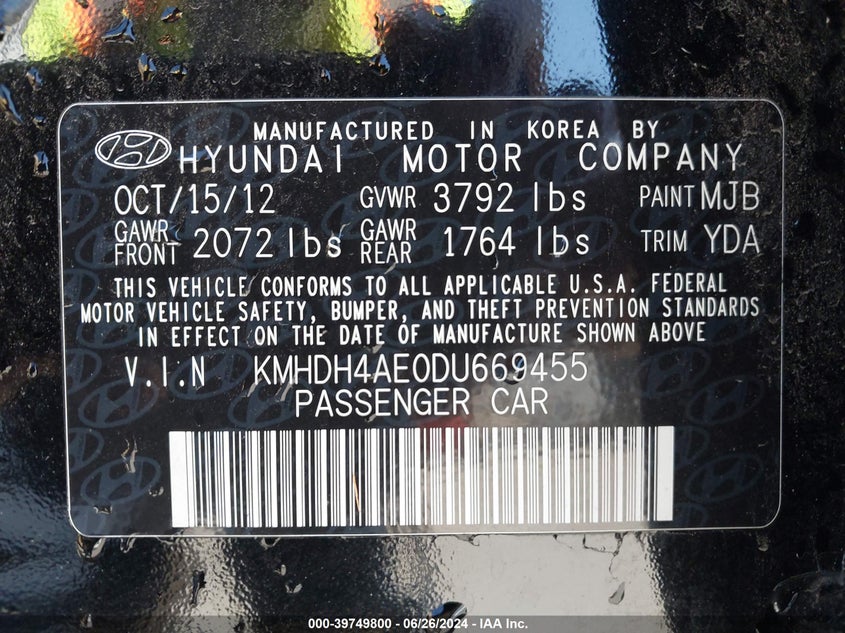 MANUFACTURED IN KOREA BY
HYUNDAI MOTOR COMPANY
OCT/15/12 GVWR 3792 lbs PAINT MJB
GAWR FRONT 2072 lbs GAWR REAR 1764 lbs TRIM YDA
THIS VEHICLE CONFORMS TO ALL APPLICABLE U.S.A. FEDERAL
MOTOR VEHICLE SAFETY, BUMPER, AND THEFT PREVENTION STANDARDS
IN EFFECT ON THE DATE OF MANUFACTURE SHOWN ABOVE
V.I.N KMHDH4AE0DU669455
PASSENGER CAR
000-39749800 - 06/26/2024 - IAA Inc.